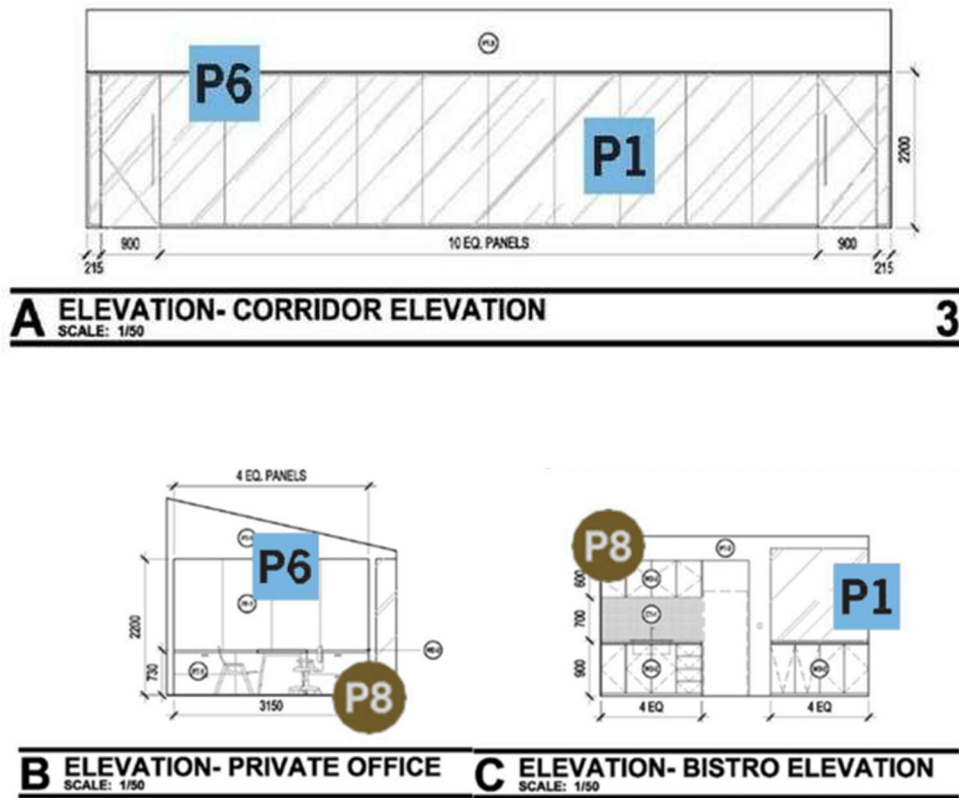 P6
P1
2200
900
10 EQ. PANELS
900
215
215
A ELEVATION- CORRIDOR ELEVATION 3
SCALE: 1/50
4 EQ. PANELS
P6
2200
730
3150
P8
P8
600
700
900
P1
4 EQ
4 EQ
B ELEVATION- PRIVATE OFFICE
SCALE: 1/50
C ELEVATION- BISTRO ELEVATION
SCALE: 1/50